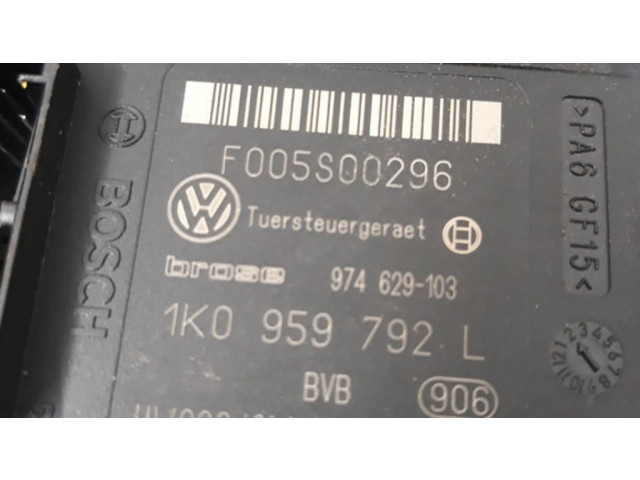 F005S00296
Tuersteuergeraet
brose 974 629-103
1K0 959 792 L
BVB 906
BOSCH
>PA6 GF15<